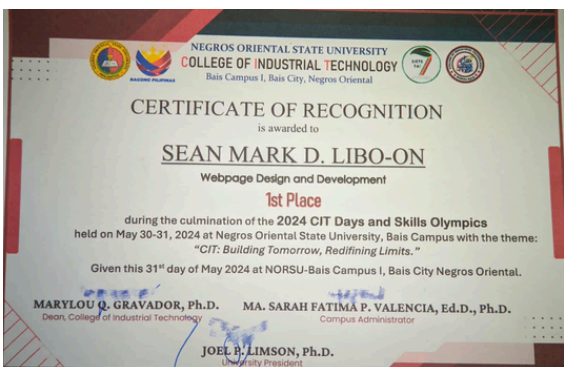 NEGROS ORIENTAL STATE UNIVERSITY
COLLEGE OF INDUSTRIAL TECHNOLOGY
Bais Campus I, Bais City, Negros Oriental
BAGONG PILIPINAS
CERTIFICATE OF RECOGNITION
is awarded to
SEAN MARK D. LIBO-ON
Webpage Design and Development
1st Place
during the culmination of the 2024 CIT Days and Skills Olympics
held on May 30-31, 2024 at Negros Oriental State University, Bais Campus with the theme:
"CIT: Building Tomorrow, Redifining Limits."
Given this 31st day of May 2024 at NORSU-Bais Campus I, Bais City Negros Oriental.
MARYLOU Q. GRAVADOR, Ph.D. MA. SARAH FATIMA P. VALENCIA, Ed.D., Ph.D.
Dean, College of Industrial Technology Campus Administrator
JOEL P. LIMSON, Ph.D.
University President